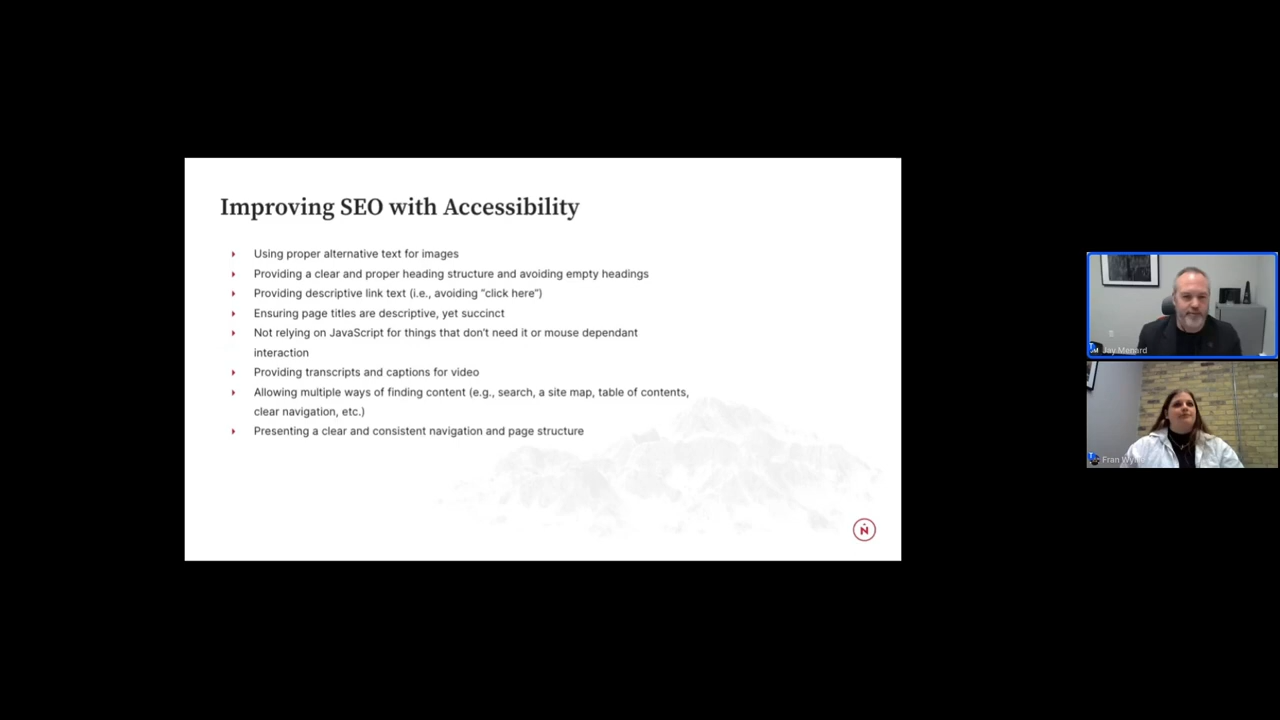 Improving SEO with Accessibility
Using proper alternative text for images
Providing a clear and proper heading structure and avoiding empty headings
Providing descriptive link text (i.e., avoiding “click here”)
Ensuring page titles are descriptive, yet succinct
Not relying on JavaScript for things that don’t need it or mouse dependant
interaction
Providing transcripts and captions for video
Allowing multiple ways of finding content (e.g., search, a site map, table of contents,
clear navigation, etc.)
Presenting a clear and consistent navigation and page structure
N
Jay Menard
Fran